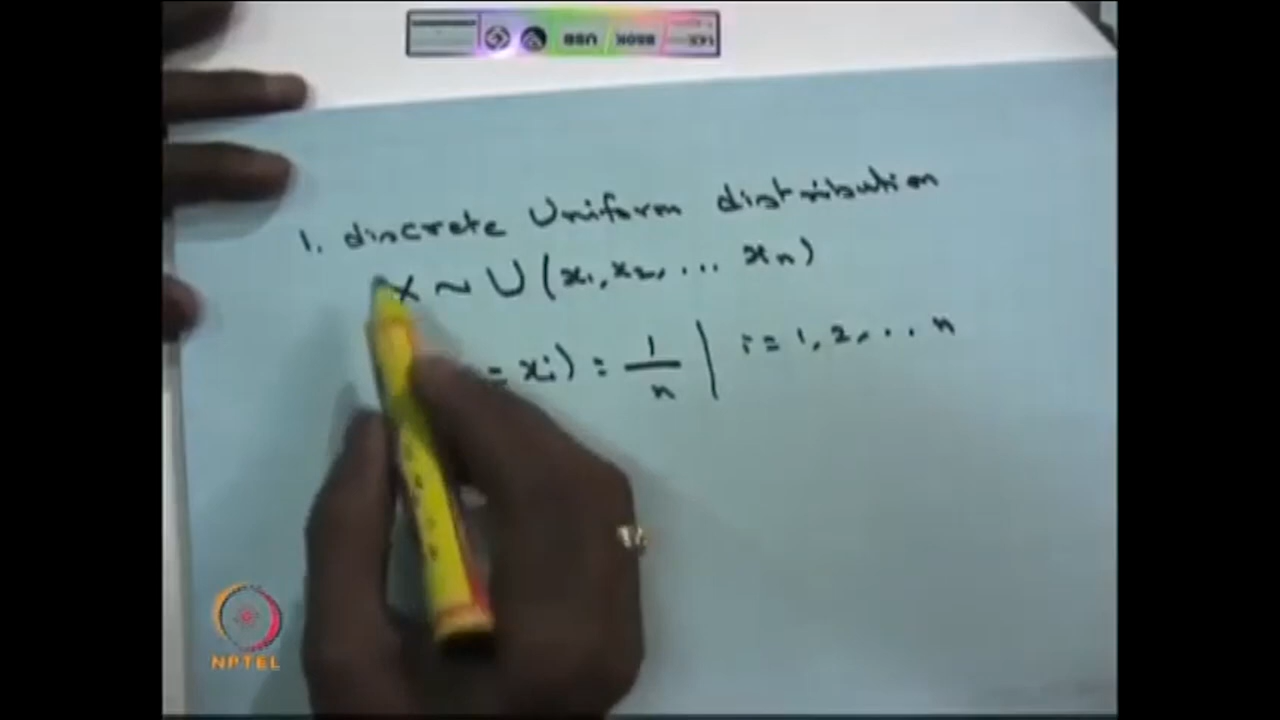 1. discrete Uniform distribution
X ~ U (x₁, x₂, ... xₙ)
= xᵢ) = 1/n | i = 1, 2, ... n
NPTEL